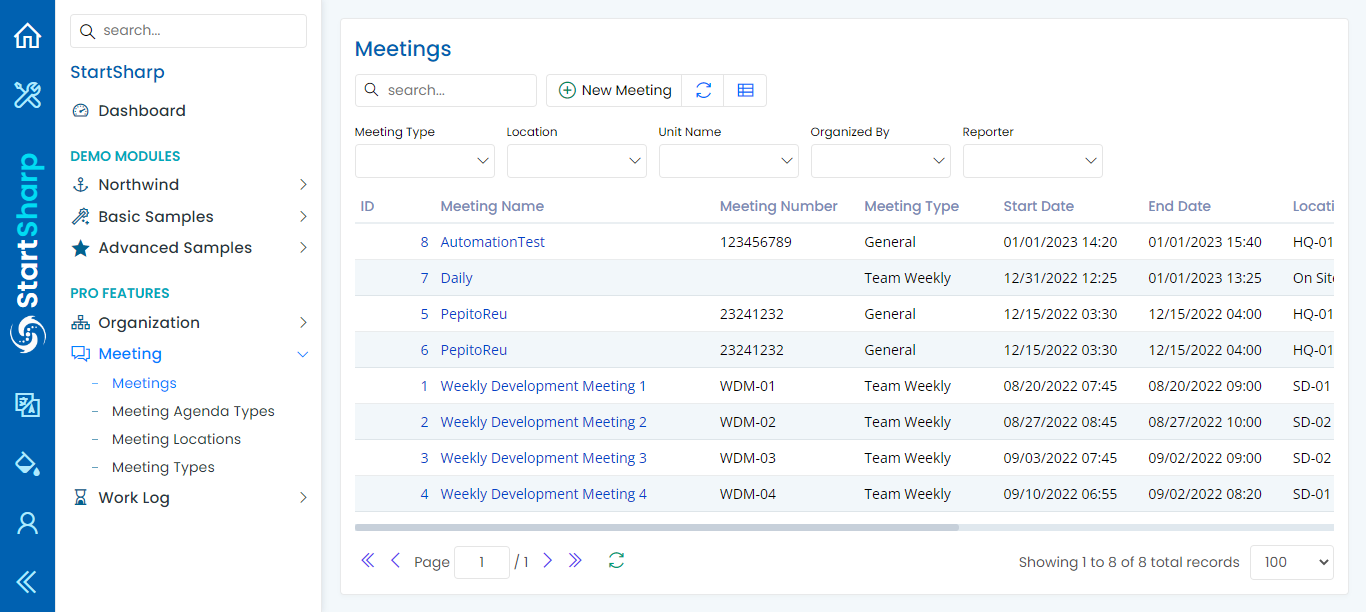 StartSharp
search...
StartSharp
Dashboard
DEMO MODULES
Northwind
Basic Samples
Advanced Samples
PRO FEATURES
Organization
Meeting
– Meetings
– Meeting Agenda Types
– Meeting Locations
– Meeting Types
Work Log
Meetings
search... New Meeting
Meeting Type Location Unit Name Organized By Reporter
ID Meeting Name Meeting Number Meeting Type Start Date End Date Locati
8 AutomationTest 123456789 General 01/01/2023 14:20 01/01/2023 15:40 HQ-01
7 Daily Team Weekly 12/31/2022 12:25 01/01/2023 13:25 On Site
5 PepitoReu 23241232 General 12/15/2022 03:30 12/15/2022 04:00 HQ-01
6 PepitoReu 23241232 General 12/15/2022 03:30 12/15/2022 04:00 HQ-01
1 Weekly Development Meeting 1 WDM-01 Team Weekly 08/20/2022 07:45 08/20/2022 09:00 SD-01
2 Weekly Development Meeting 2 WDM-02 Team Weekly 08/27/2022 08:45 08/27/2022 10:00 SD-02
3 Weekly Development Meeting 3 WDM-03 Team Weekly 09/03/2022 07:45 09/02/2022 09:00 SD-02
4 Weekly Development Meeting 4 WDM-04 Team Weekly 09/10/2022 06:55 09/02/2022 08:20 SD-01
Page 1 / 1 Showing 1 to 8 of 8 total records 100